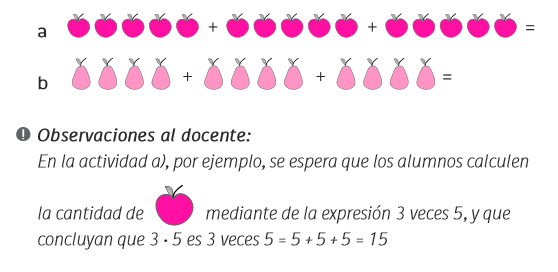 a + + =
b + + =
! Observaciones al docente:
En la actividad a), por ejemplo, se espera que los alumnos calculen
la cantidad de mediante de la expresión 3 veces 5, y que
concluyan que 3 · 5 es 3 veces 5 = 5 + 5 + 5 = 15